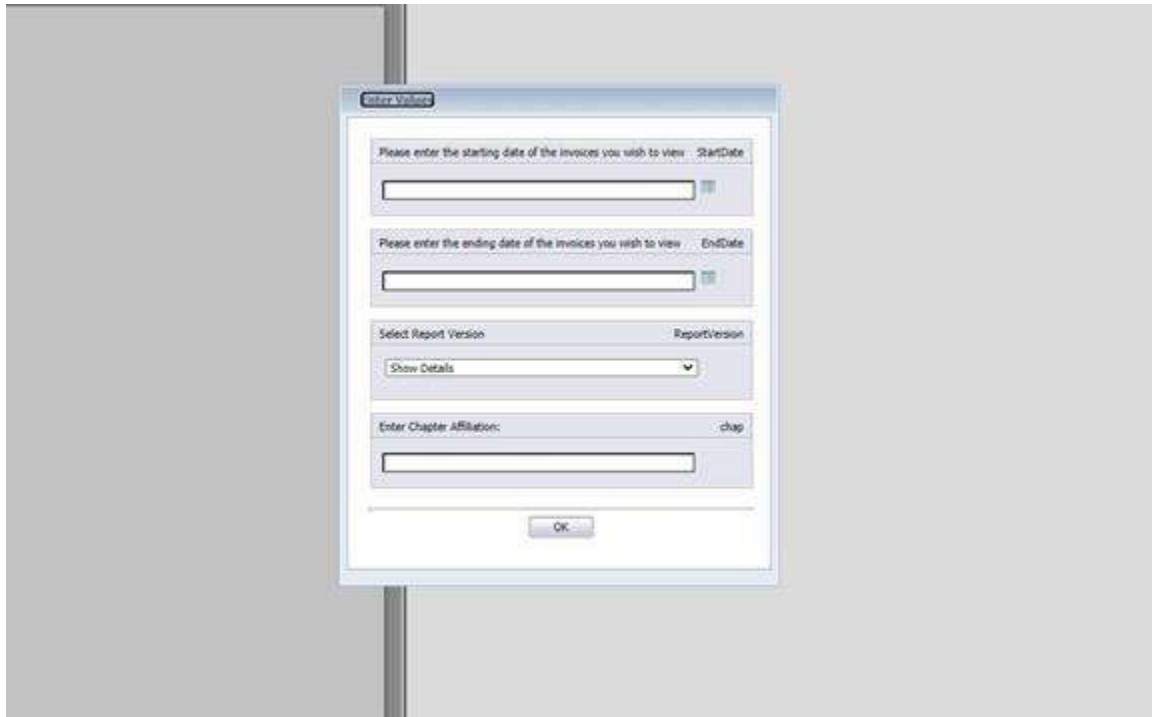 Enter Values
Please enter the starting date of the invoices you wish to view StartDate
Please enter the ending date of the invoices you wish to view EndDate
Select Report Version ReportVersion
Show Details
Enter Chapter Affiliation: chap
OK